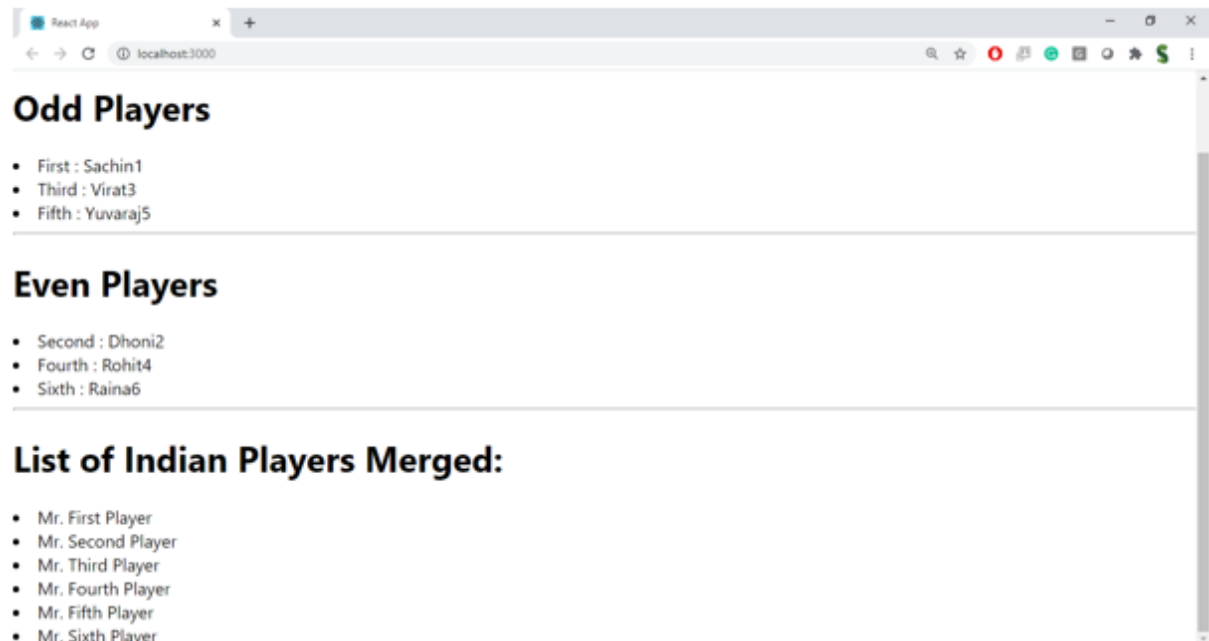 React App
localhost:3000
Odd Players
First : Sachin1
Third : Virat3
Fifth : Yuvaraj5
Even Players
Second : Dhoni2
Fourth : Rohit4
Sixth : Raina6
List of Indian Players Merged:
Mr. First Player
Mr. Second Player
Mr. Third Player
Mr. Fourth Player
Mr. Fifth Player
Mr. Sixth Player